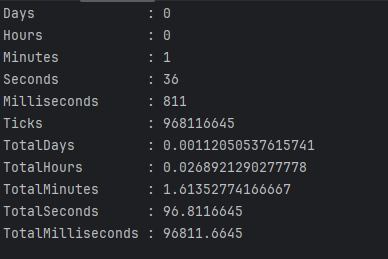 Days              : 0
Hours             : 0
Minutes           : 1
Seconds           : 36
Milliseconds      : 811
Ticks             : 968116645
TotalDays         : 0.00112050537615741
TotalHours        : 0.0268921290277778
TotalMinutes      : 1.61352774166667
TotalSeconds      : 96.8116645
TotalMilliseconds : 96811.6645